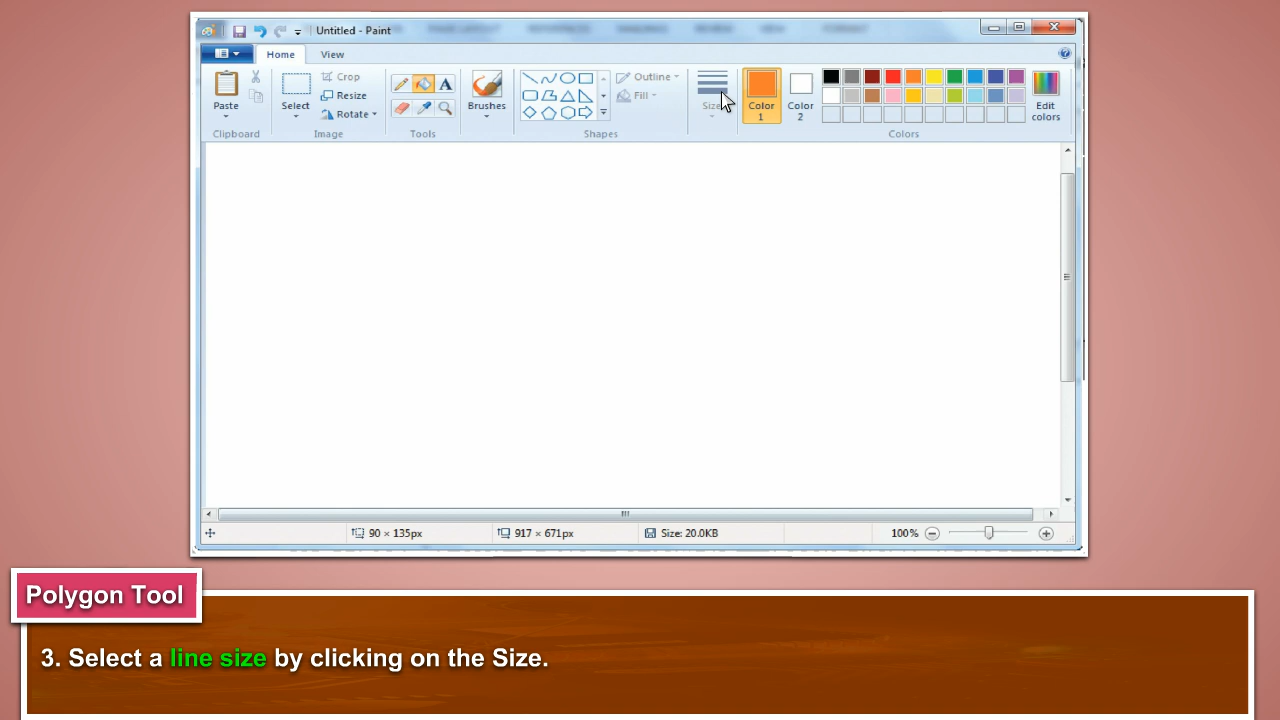 Untitled - Paint
Home View
Paste
Clipboard
Select
Crop
Resize
Rotate
Image
A
Tools
Brushes
Outline
Fill
Shapes
Size
Color 1
Color 2
Edit colors
Colors
90 × 135px
917 × 671px
Size: 20.0KB
100%
Polygon Tool
3. Select a line size by clicking on the Size.